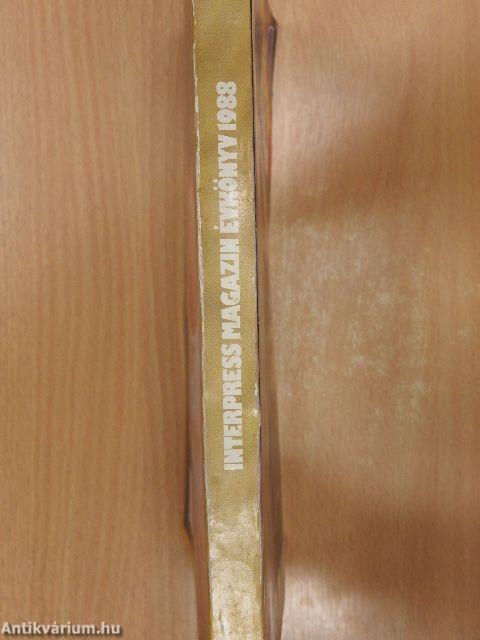 INTERPRESS MAGAZIN ÉVKÖNYV 1988
Antikvárium.hu